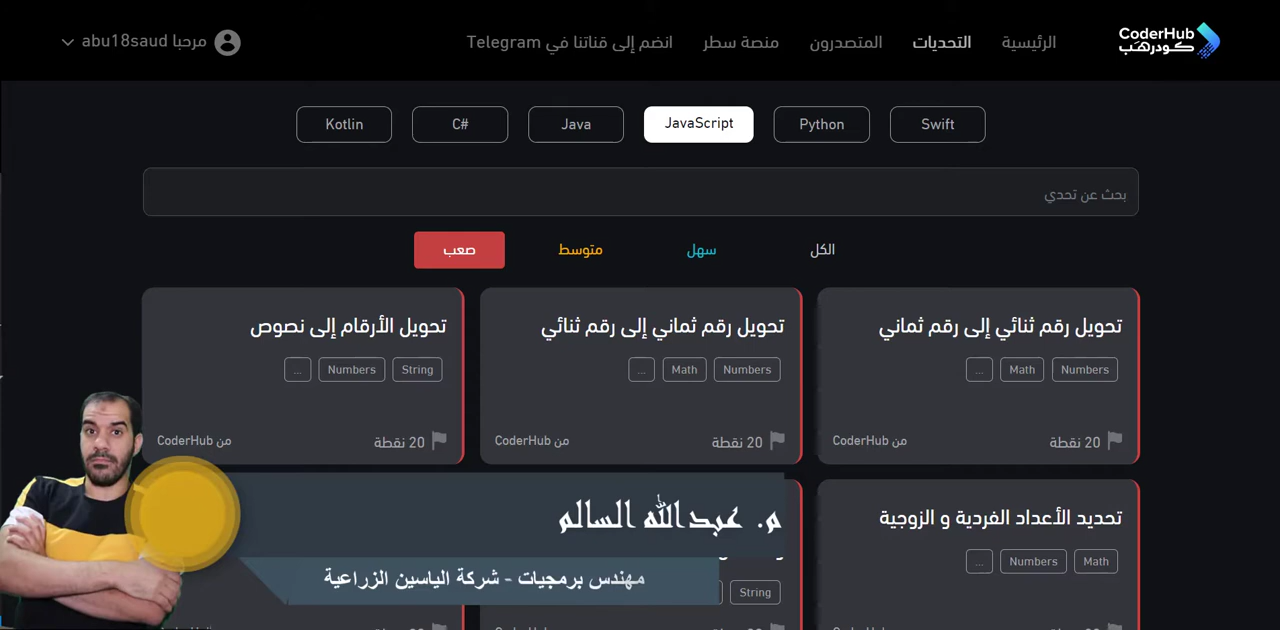 CoderHub
كودرهب
الرئيسية
التحديات
المتصدرون
منصة سطر
انضم إلى قناتنا في Telegram
مرحبا abu18saud
Swift
Python
JavaScript
Java
C#
Kotlin
بحث عن تحدي
الكل
سهل
متوسط
صعب
تحويل رقم ثنائي إلى رقم ثماني
Numbers
Math
...
20 نقطة
من CoderHub
تحويل رقم ثماني إلى رقم ثنائي
Numbers
Math
...
20 نقطة
من CoderHub
تحويل الأرقام إلى نصوص
String
Numbers
...
20 نقطة
من CoderHub
تحديد الأعداد الفردية و الزوجية
Math
Numbers
...
String
م. عبدالله السالم
مهندس برمجيات - شركة الياسين الزراعية